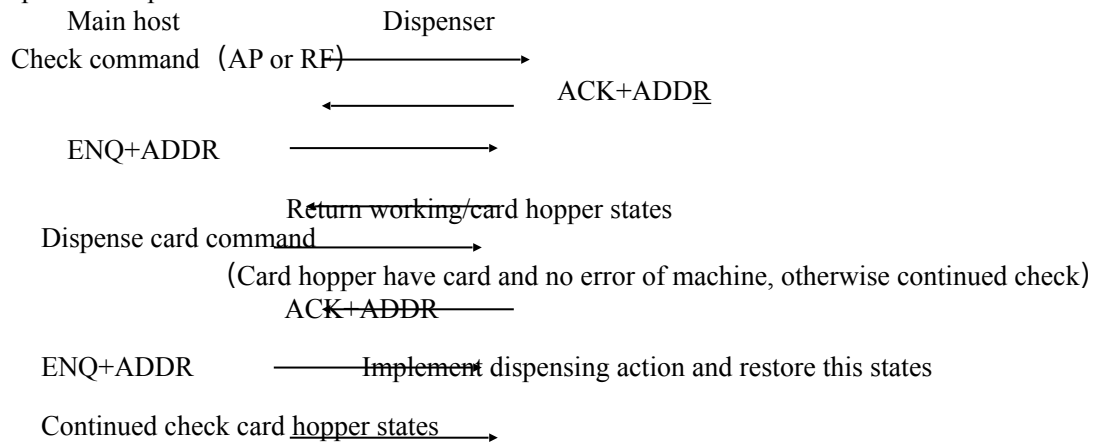 Main host Dispenser
Check command (AP or RF)
ACK+ADDR
ENQ+ADDR
Return working/card hopper states
Dispense card command
(Card hopper have card and no error of machine, otherwise continued check)
ACK+ADDR
ENQ+ADDR Implement dispensing action and restore this states
Continued check card hopper states